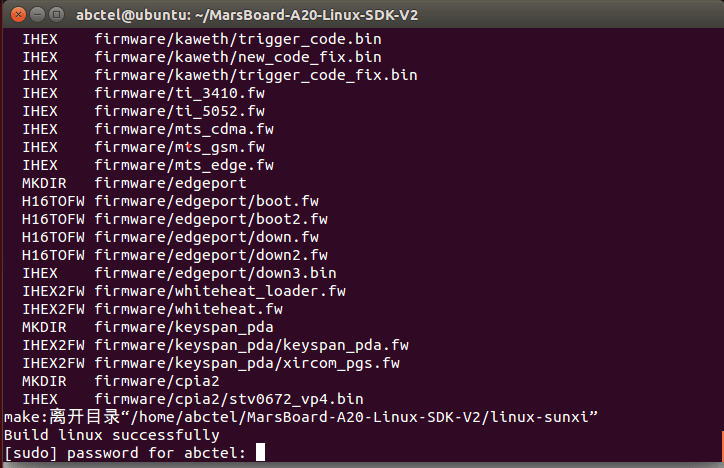 abctel@ubuntu: ~/MarsBoard-A20-Linux-SDK-V2
IHEX firmware/kaweth/trigger_code.bin
IHEX firmware/kaweth/new_code_fix.bin
IHEX firmware/kaweth/trigger_code_fix.bin
IHEX firmware/ti_3410.fw
IHEX firmware/ti_5052.fw
IHEX firmware/mts_cdma.fw
IHEX firmware/mts_gsm.fw
IHEX firmware/mts_edge.fw
MKDIR firmware/edgeport
H16TOFW firmware/edgeport/boot.fw
H16TOFW firmware/edgeport/boot2.fw
H16TOFW firmware/edgeport/down.fw
H16TOFW firmware/edgeport/down2.fw
IHEX firmware/edgeport/down3.bin
IHEX2FW firmware/whiteheat_loader.fw
IHEX2FW firmware/whiteheat.fw
MKDIR firmware/keyspan_pda
IHEX2FW firmware/keyspan_pda/keyspan_pda.fw
IHEX2FW firmware/keyspan_pda/xircom_pgs.fw
MKDIR firmware/cpia2
IHEX firmware/cpia2/stv0672_vp4.bin
make:离开目录“/home/abctel/MarsBoard-A20-Linux-SDK-V2/linux-sunxi”
Build linux successfully
[sudo] password for abctel: